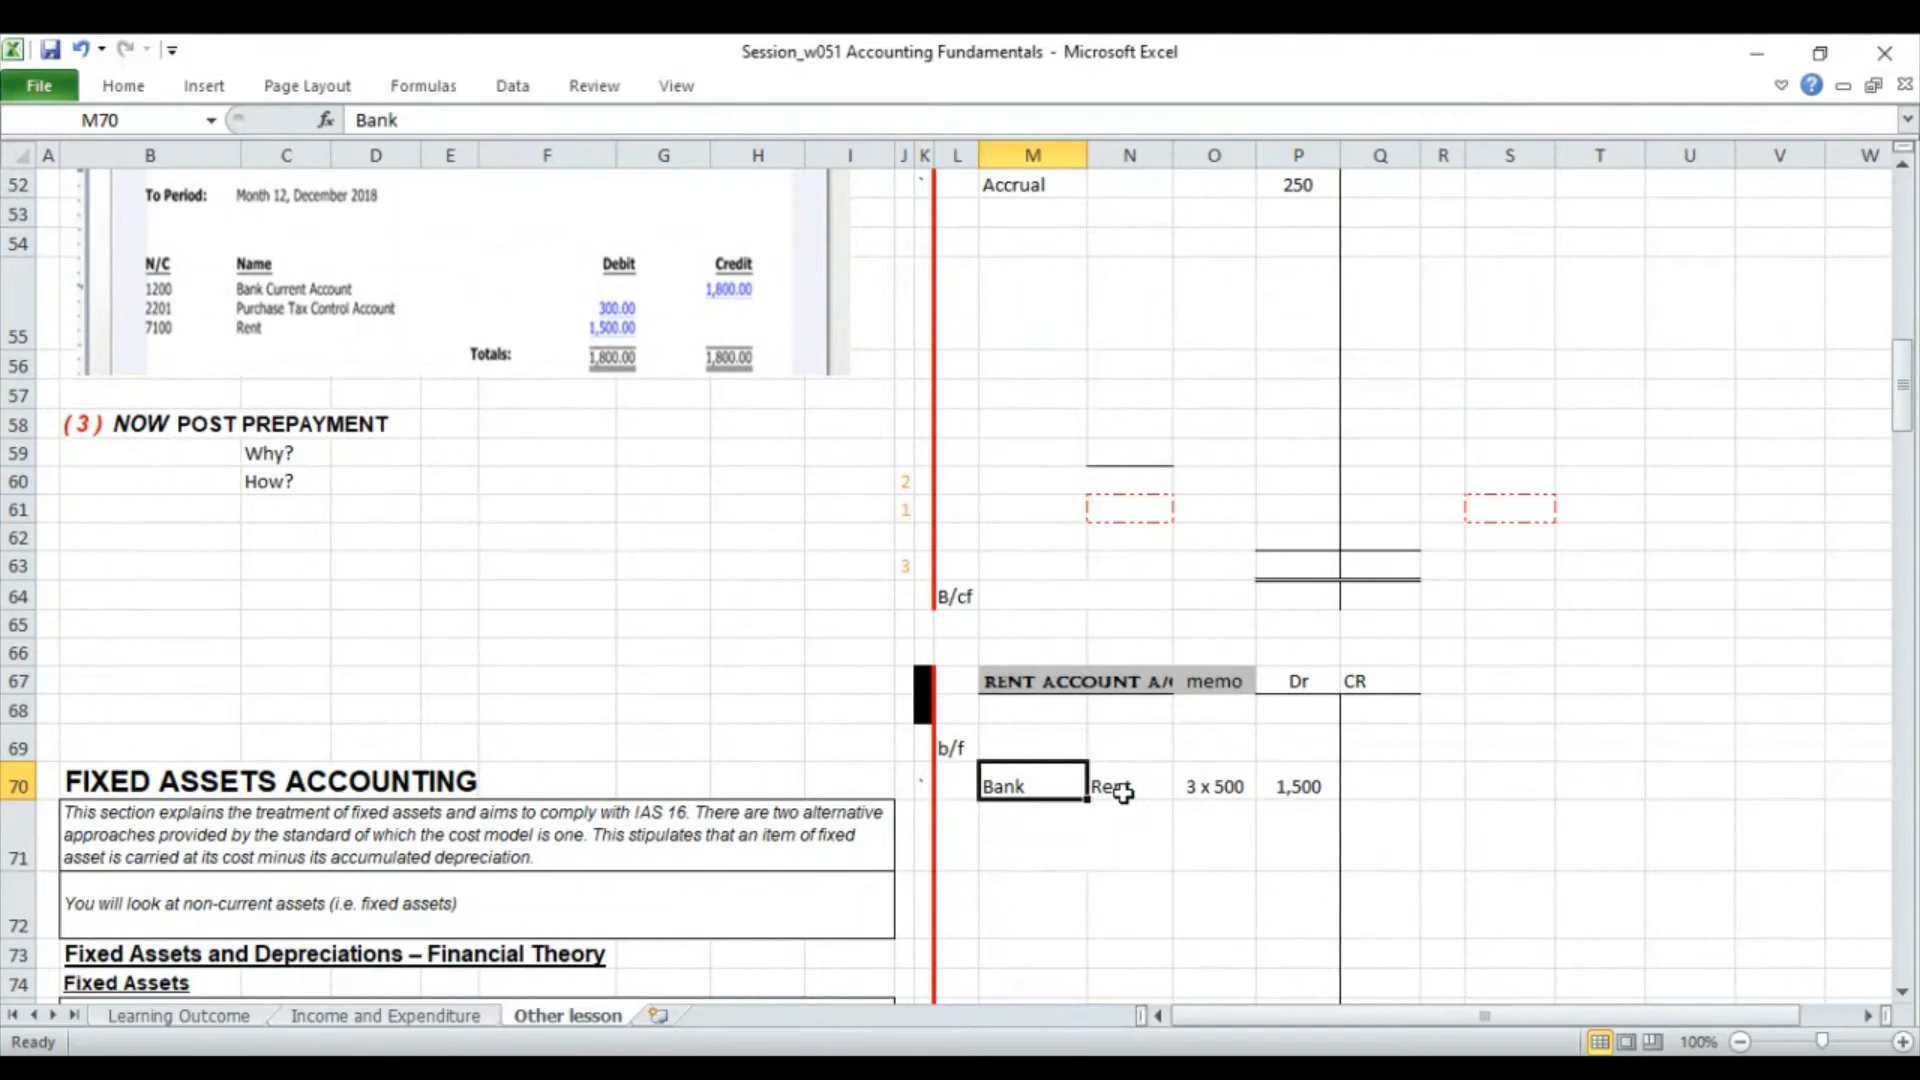 Session_w051 Accounting Fundamentals - Microsoft Excel
File Home Insert Page Layout Formulas Data Review View
M70 fx Bank
A B C D E F G H I J K L M N O P Q R S T U V W
52 To Period: Month 12, December 2018 ` Accrual 250
53
54
N/C Name Debit Credit
1200 Bank Current Account 1,800.00
2201 Purchase Tax Control Account 300.00
7100 Rent 1,500.00
55
Totals: 1,800.00 1,800.00
56
57
58 ( 3 ) NOW POST PREPAYMENT
59 Why?
60 How? 2
61 1
62
63 3
64 B/cf
65
66
67 RENT ACCOUNT A/ memo Dr CR
68
69 b/f
70 FIXED ASSETS ACCOUNTING ` Bank Rent 3 x 500 1,500
This section explains the treatment of fixed assets and aims to comply with IAS 16. There are two alternative
approaches provided by the standard of which the cost model is one. This stipulates that an item of fixed
71 asset is carried at its cost minus its accumulated depreciation.
You will look at non-current assets (i.e. fixed assets)
72
73 Fixed Assets and Depreciations – Financial Theory
74 Fixed Assets
Learning Outcome Income and Expenditure Other lesson
Ready 100%